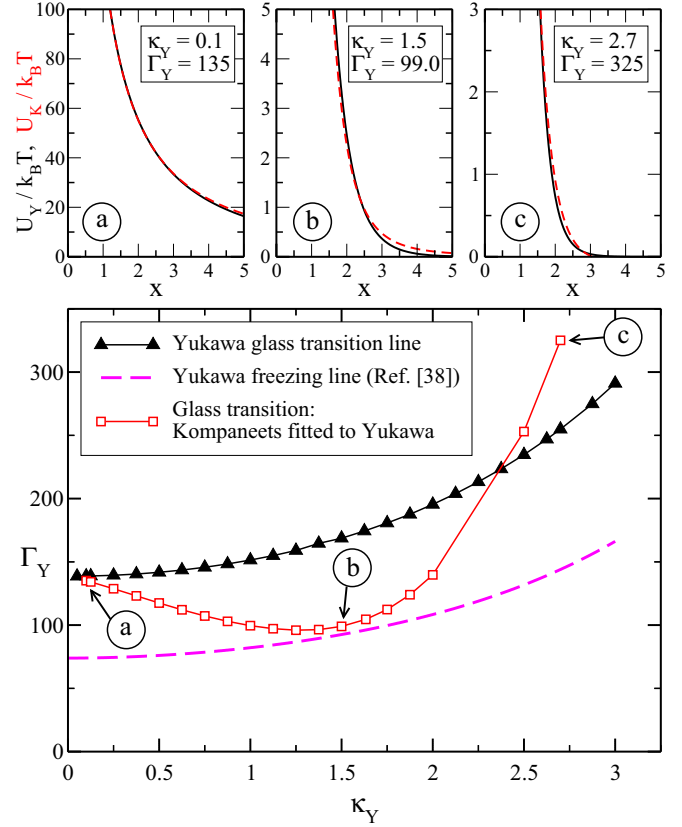 U_Y / k_BT, U_K / k_BT
100
80
60
40
20
0
κ_Y = 0.1
Γ_Y = 135
a
0 1 2 3 4 5
x
5
4
3
2
1
0
κ_Y = 1.5
Γ_Y = 99.0
b
0 1 2 3 4 5
x
3
2
1
0
κ_Y = 2.7
Γ_Y = 325
c
0 1 2 3 4 5
x
Yukawa glass transition line
Yukawa freezing line (Ref. [38])
Glass transition:
Kompaneets fitted to Yukawa
c
b
a
Γ_Y
300
200
100
0
0 0.5 1 1.5 2 2.5 3
κ_Y